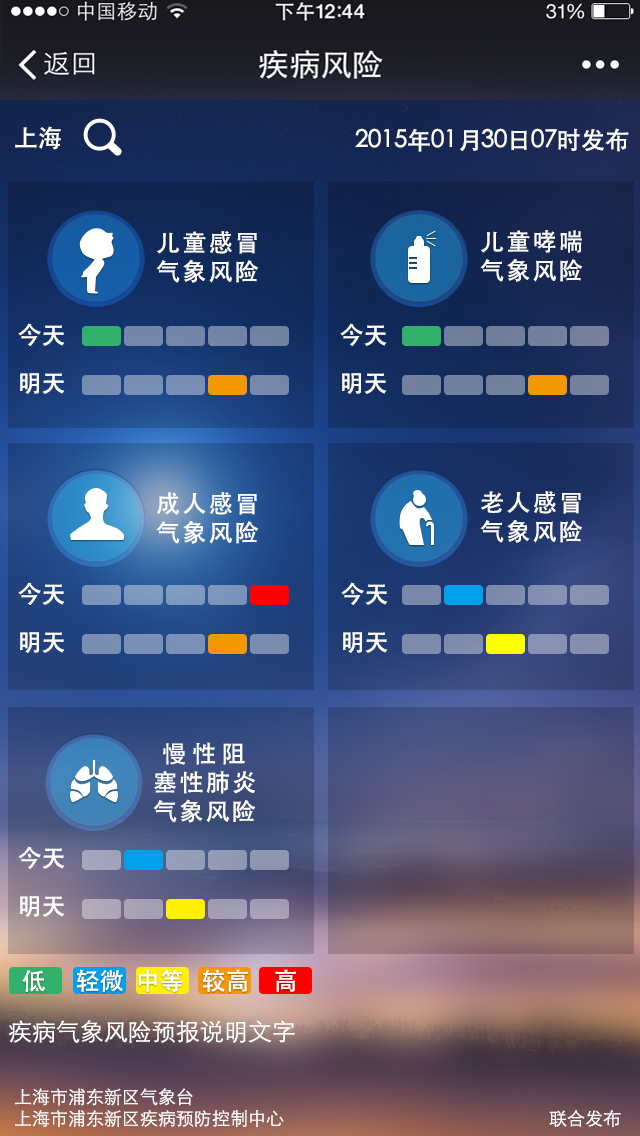 中国移动 下午12:44 31%
返回 疾病风险
上海 2015年01月30日07时发布
儿童感冒
气象风险
今天
明天
儿童哮喘
气象风险
今天
明天
成人感冒
气象风险
今天
明天
老人感冒
气象风险
今天
明天
慢性阻
塞性肺炎
气象风险
今天
明天
低 轻微 中等 较高 高
疾病气象风险预报说明文字
上海市浦东新区气象台
上海市浦东新区疾病预防控制中心 联合发布